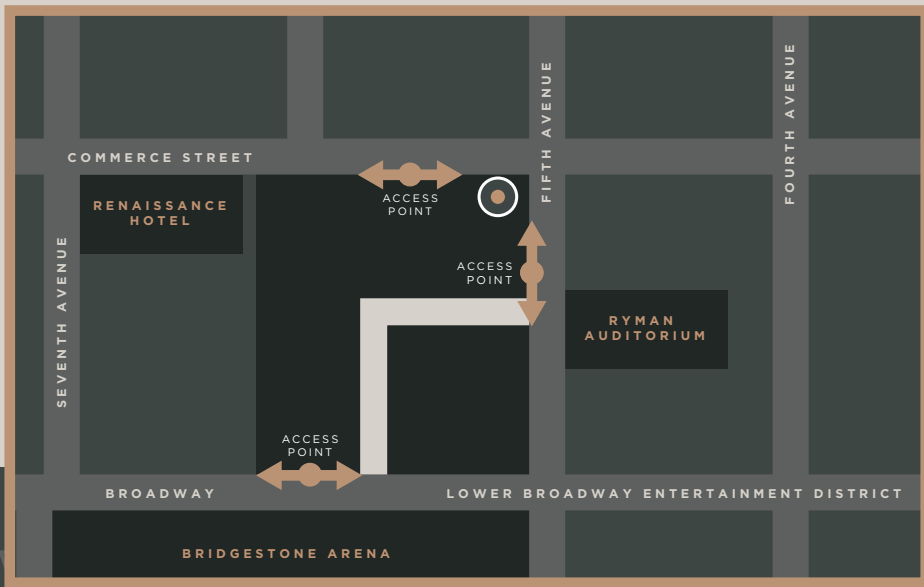 FIFTH AVENUE
FOURTH AVENUE
COMMERCE STREET
RENAISSANCE
HOTEL
ACCESS
POINT
SEVENTH AVENUE
ACCESS
POINT
RYMAN
AUDITORIUM
ACCESS
POINT
BROADWAY
LOWER BROADWAY ENTERTAINMENT DISTRICT
BRIDGESTONE ARENA